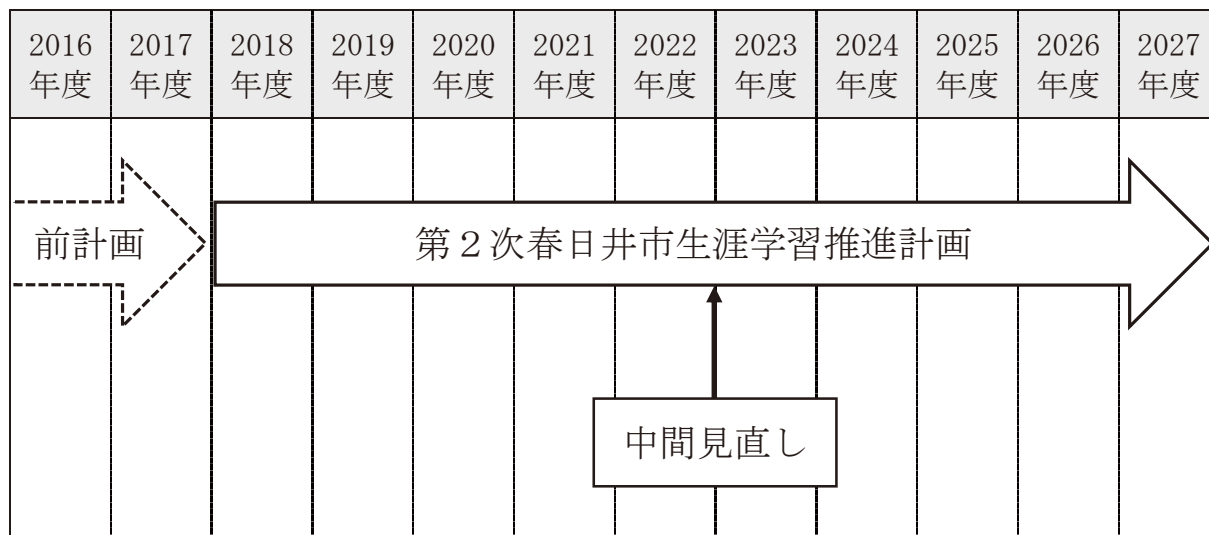 2016 2017 2018 2019 2020 2021 2022 2023 2024 2025 2026 2027
年度 年度 年度 年度 年度 年度 年度 年度 年度 年度 年度 年度
前計画 第２次春日井市生涯学習推進計画
中間見直し